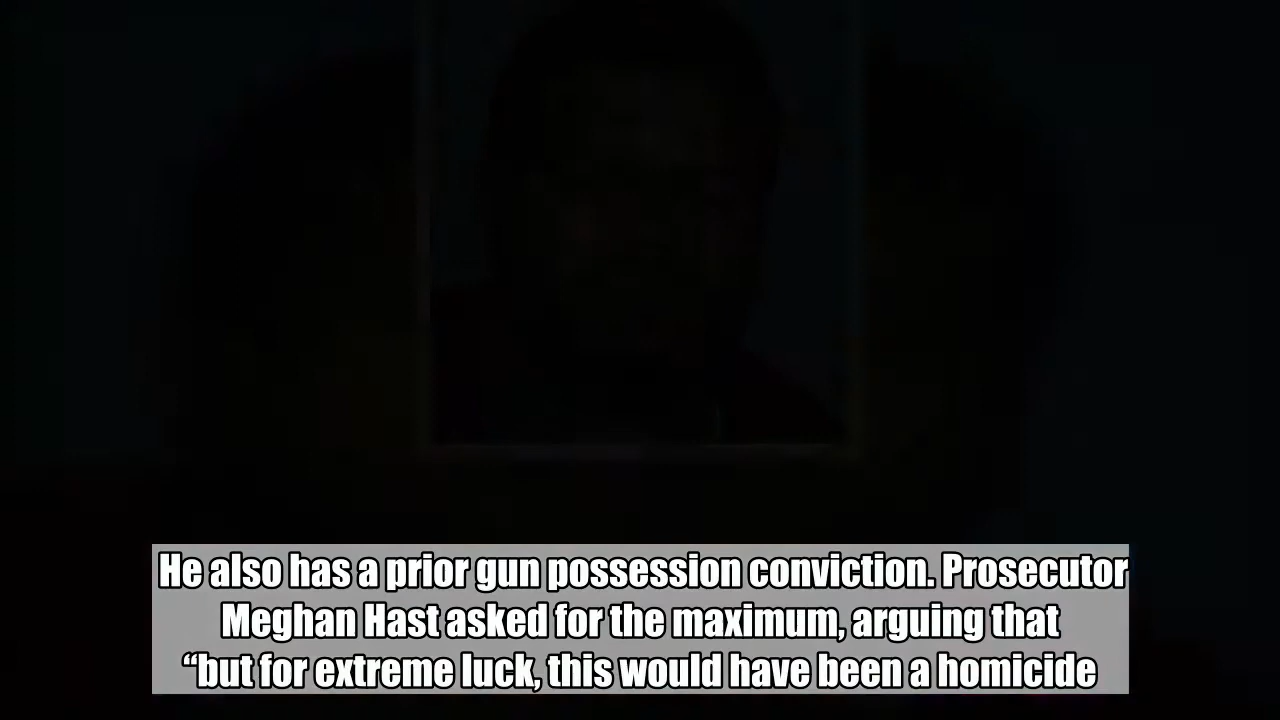 He also has a prior gun possession conviction. Prosecutor
Meghan Hast asked for the maximum, arguing that
“but for extreme luck, this would have been a homicide